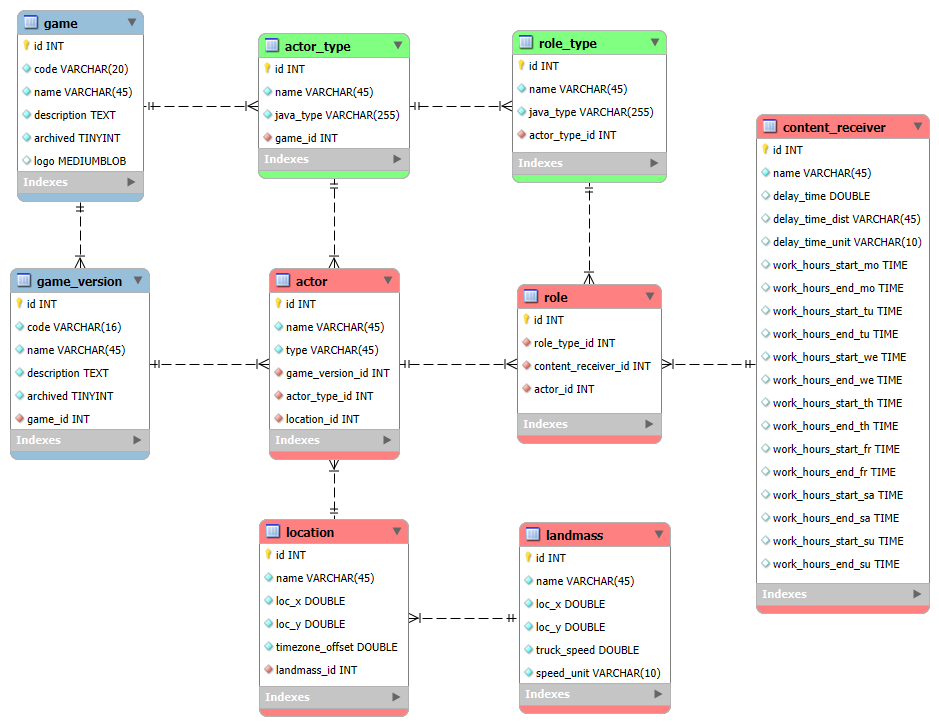 game
id INT
code VARCHAR(20)
name VARCHAR(45)
description TEXT
archived TINYINT
logo MEDIUMBLOB
Indexes
actor_type
id INT
name VARCHAR(45)
java_type VARCHAR(255)
game_id INT
Indexes
role_type
id INT
name VARCHAR(45)
java_type VARCHAR(255)
actor_type_id INT
Indexes
content_receiver
id INT
name VARCHAR(45)
delay_time DOUBLE
delay_time_dist VARCHAR(45)
delay_time_unit VARCHAR(10)
work_hours_start_mo TIME
work_hours_end_mo TIME
work_hours_start_tu TIME
work_hours_end_tu TIME
work_hours_start_we TIME
work_hours_end_we TIME
work_hours_start_th TIME
work_hours_end_th TIME
work_hours_start_fr TIME
work_hours_end_fr TIME
work_hours_start_sa TIME
work_hours_end_sa TIME
work_hours_start_su TIME
work_hours_end_su TIME
Indexes
game_version
id INT
code VARCHAR(16)
name VARCHAR(45)
description TEXT
archived TINYINT
game_id INT
Indexes
actor
id INT
name VARCHAR(45)
type VARCHAR(45)
game_version_id INT
actor_type_id INT
location_id INT
Indexes
role
id INT
role_type_id INT
content_receiver_id INT
actor_id INT
Indexes
location
id INT
name VARCHAR(45)
loc_x DOUBLE
loc_y DOUBLE
timezone_offset DOUBLE
landmass_id INT
Indexes
landmass
id INT
name VARCHAR(45)
loc_x DOUBLE
loc_y DOUBLE
truck_speed DOUBLE
speed_unit VARCHAR(10)
Indexes